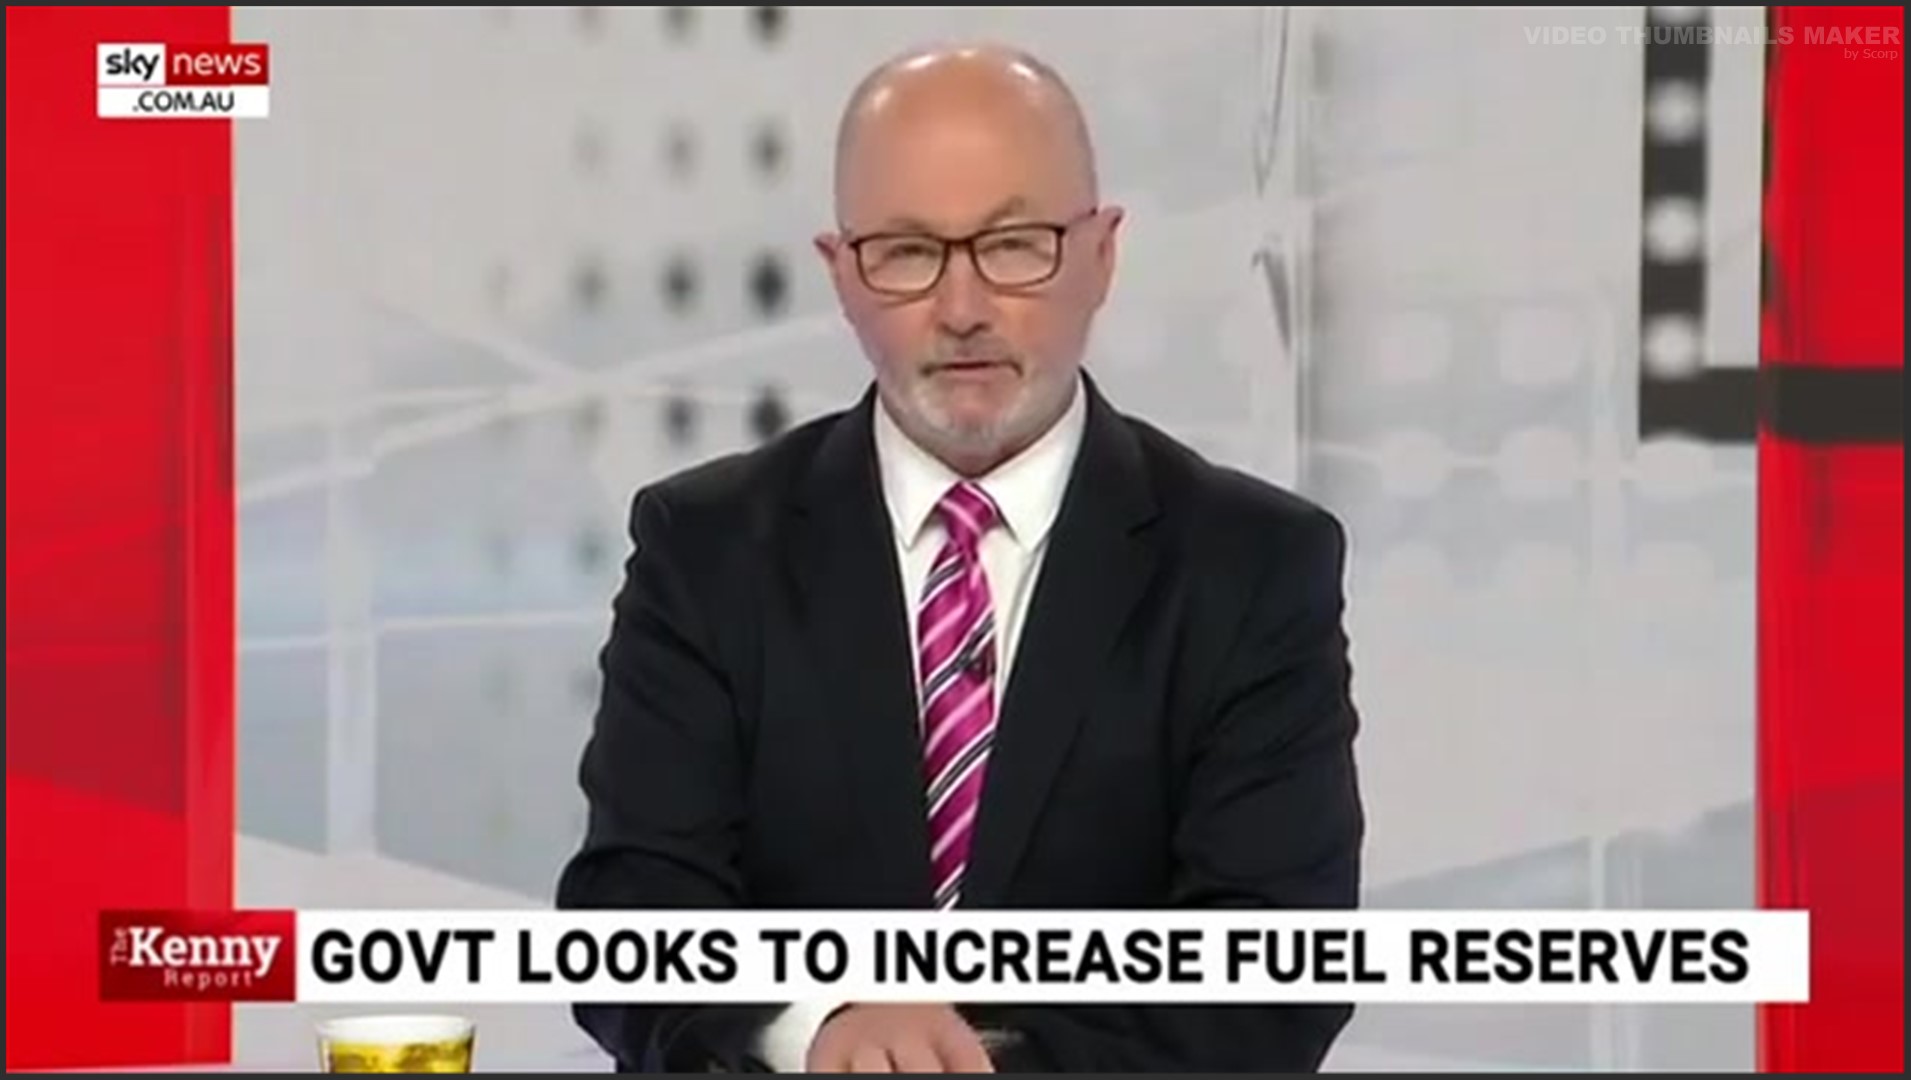 sky news
.COM.AU
VIDEO THUMBNAILS MAKER
by Scorp
The Kenny Report
GOVT LOOKS TO INCREASE FUEL RESERVES